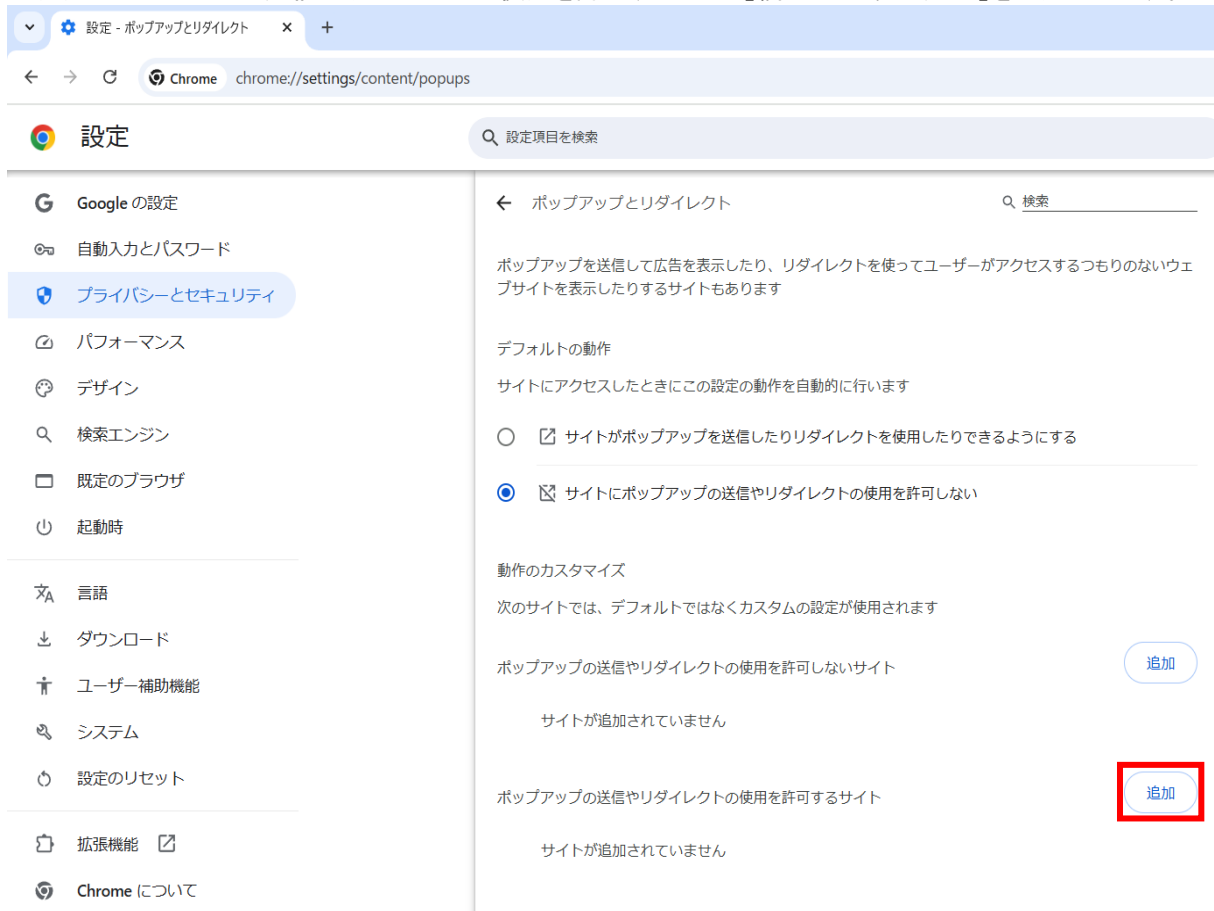 設定 - ポップアップとリダイレクト
Chrome chrome://settings/content/popups
設定
設定項目を検索
Google の設定
自動入力とパスワード
プライバシーとセキュリティ
パフォーマンス
デザイン
検索エンジン
既定のブラウザ
起動時
言語
ダウンロード
ユーザー補助機能
システム
設定のリセット
拡張機能
Chrome について
ポップアップとリダイレクト
検索
ポップアップを送信して広告を表示したり、リダイレクトを使ってユーザーがアクセスするつもりのないウェ
ブサイトを表示したりするサイトもあります
デフォルトの動作
サイトにアクセスしたときにこの設定の動作を自動的に行います
サイトがポップアップを送信したりリダイレクトを使用したりできるようにする
サイトにポップアップの送信やリダイレクトの使用を許可しない
動作のカスタマイズ
次のサイトでは、デフォルトではなくカスタムの設定が使用されます
ポップアップの送信やリダイレクトの使用を許可しないサイト
追加
サイトが追加されていません
ポップアップの送信やリダイレクトの使用を許可するサイト
追加
サイトが追加されていません